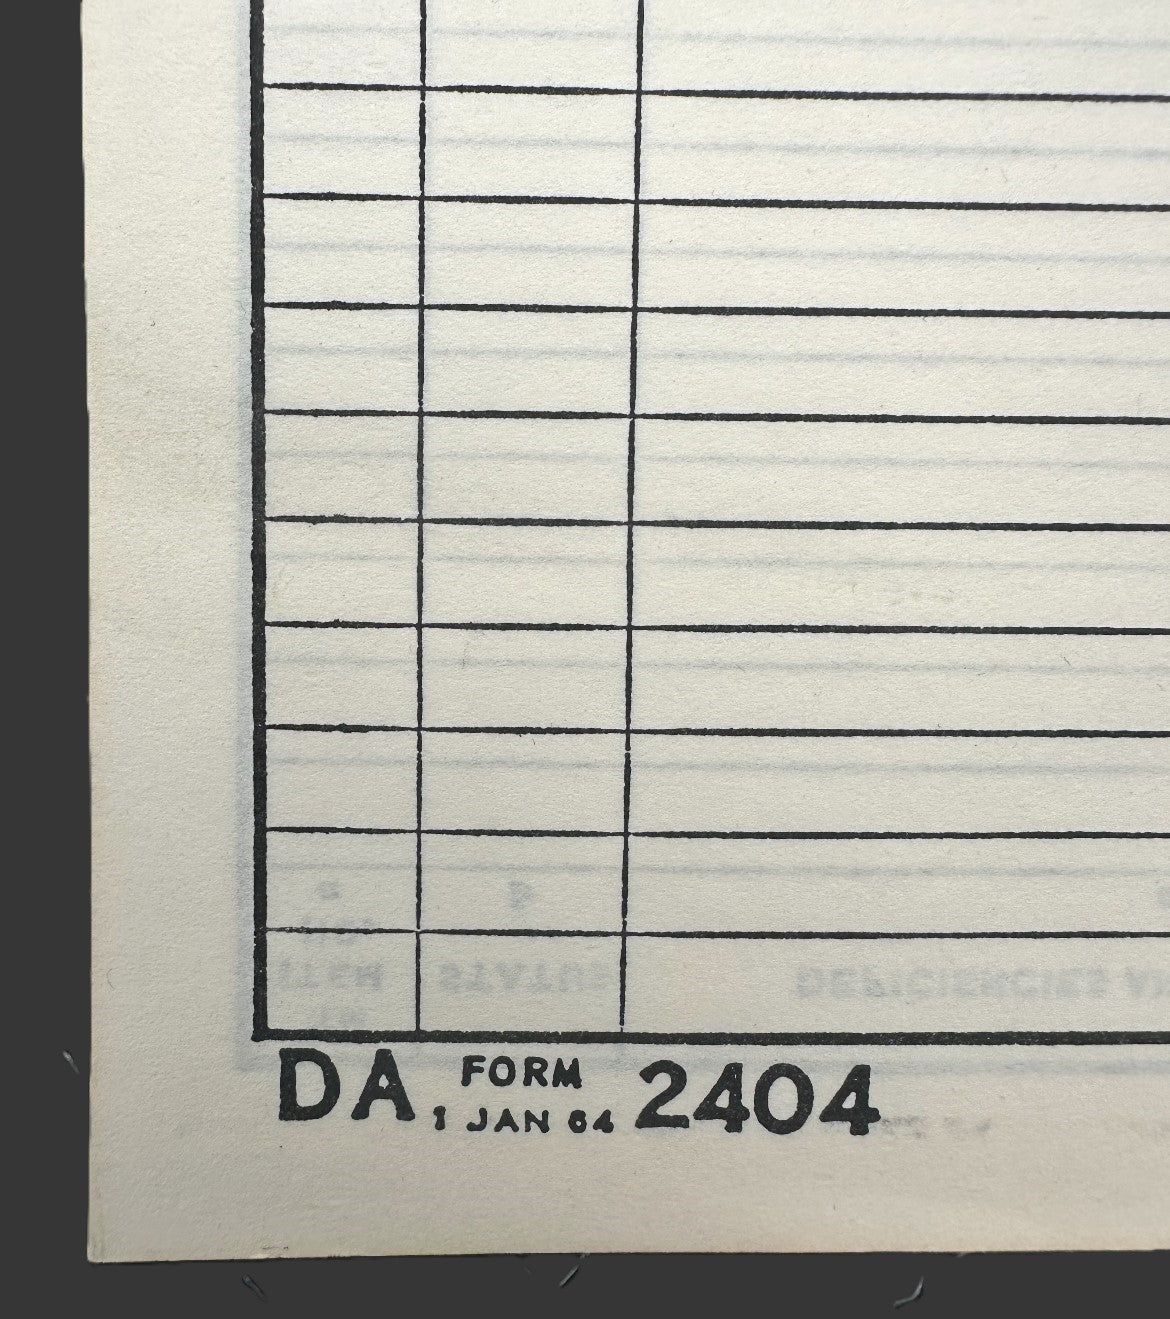 DA FORM 2404
, 1 JAN 64